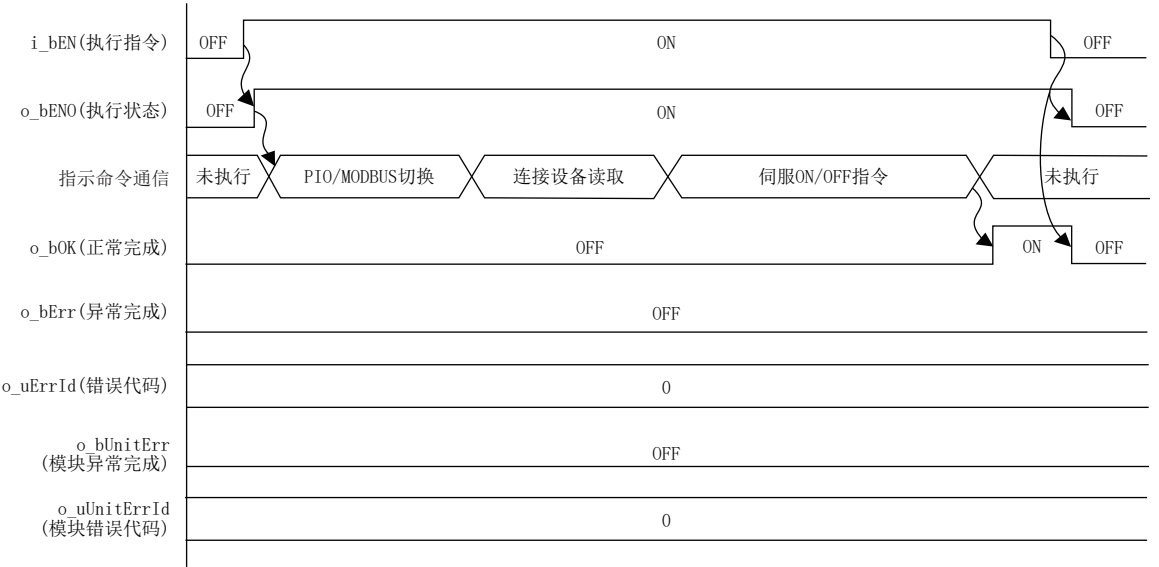 i_bEN(执行指令) OFF ON OFF
o_bENO(执行状态) OFF ON OFF
指示命令通信 未执行 PIO/MODBUS切换 连接设备读取 伺服ON/OFF指令 未执行
o_bOK(正常完成) OFF ON OFF
o_bErr(异常完成) OFF
o_uErrId(错误代码) 0
o_bUnitErr
(模块异常完成) OFF
o_uUnitErrId
(模块错误代码) 0